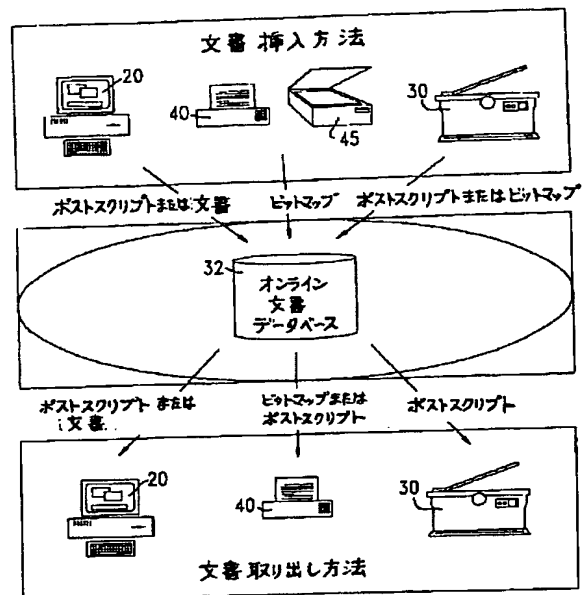 文書挿入方法
20
40
45
30
ポストスクリプトまたは文書
ビットマップ
ポストスクリプトまたはビットマップ
32
オンライン
文書
データベース
ポストスクリプトまたは
文書
ビットマップまたは
ポストスクリプト
ポストスクリプト
20
40
30
文書取り出し方法